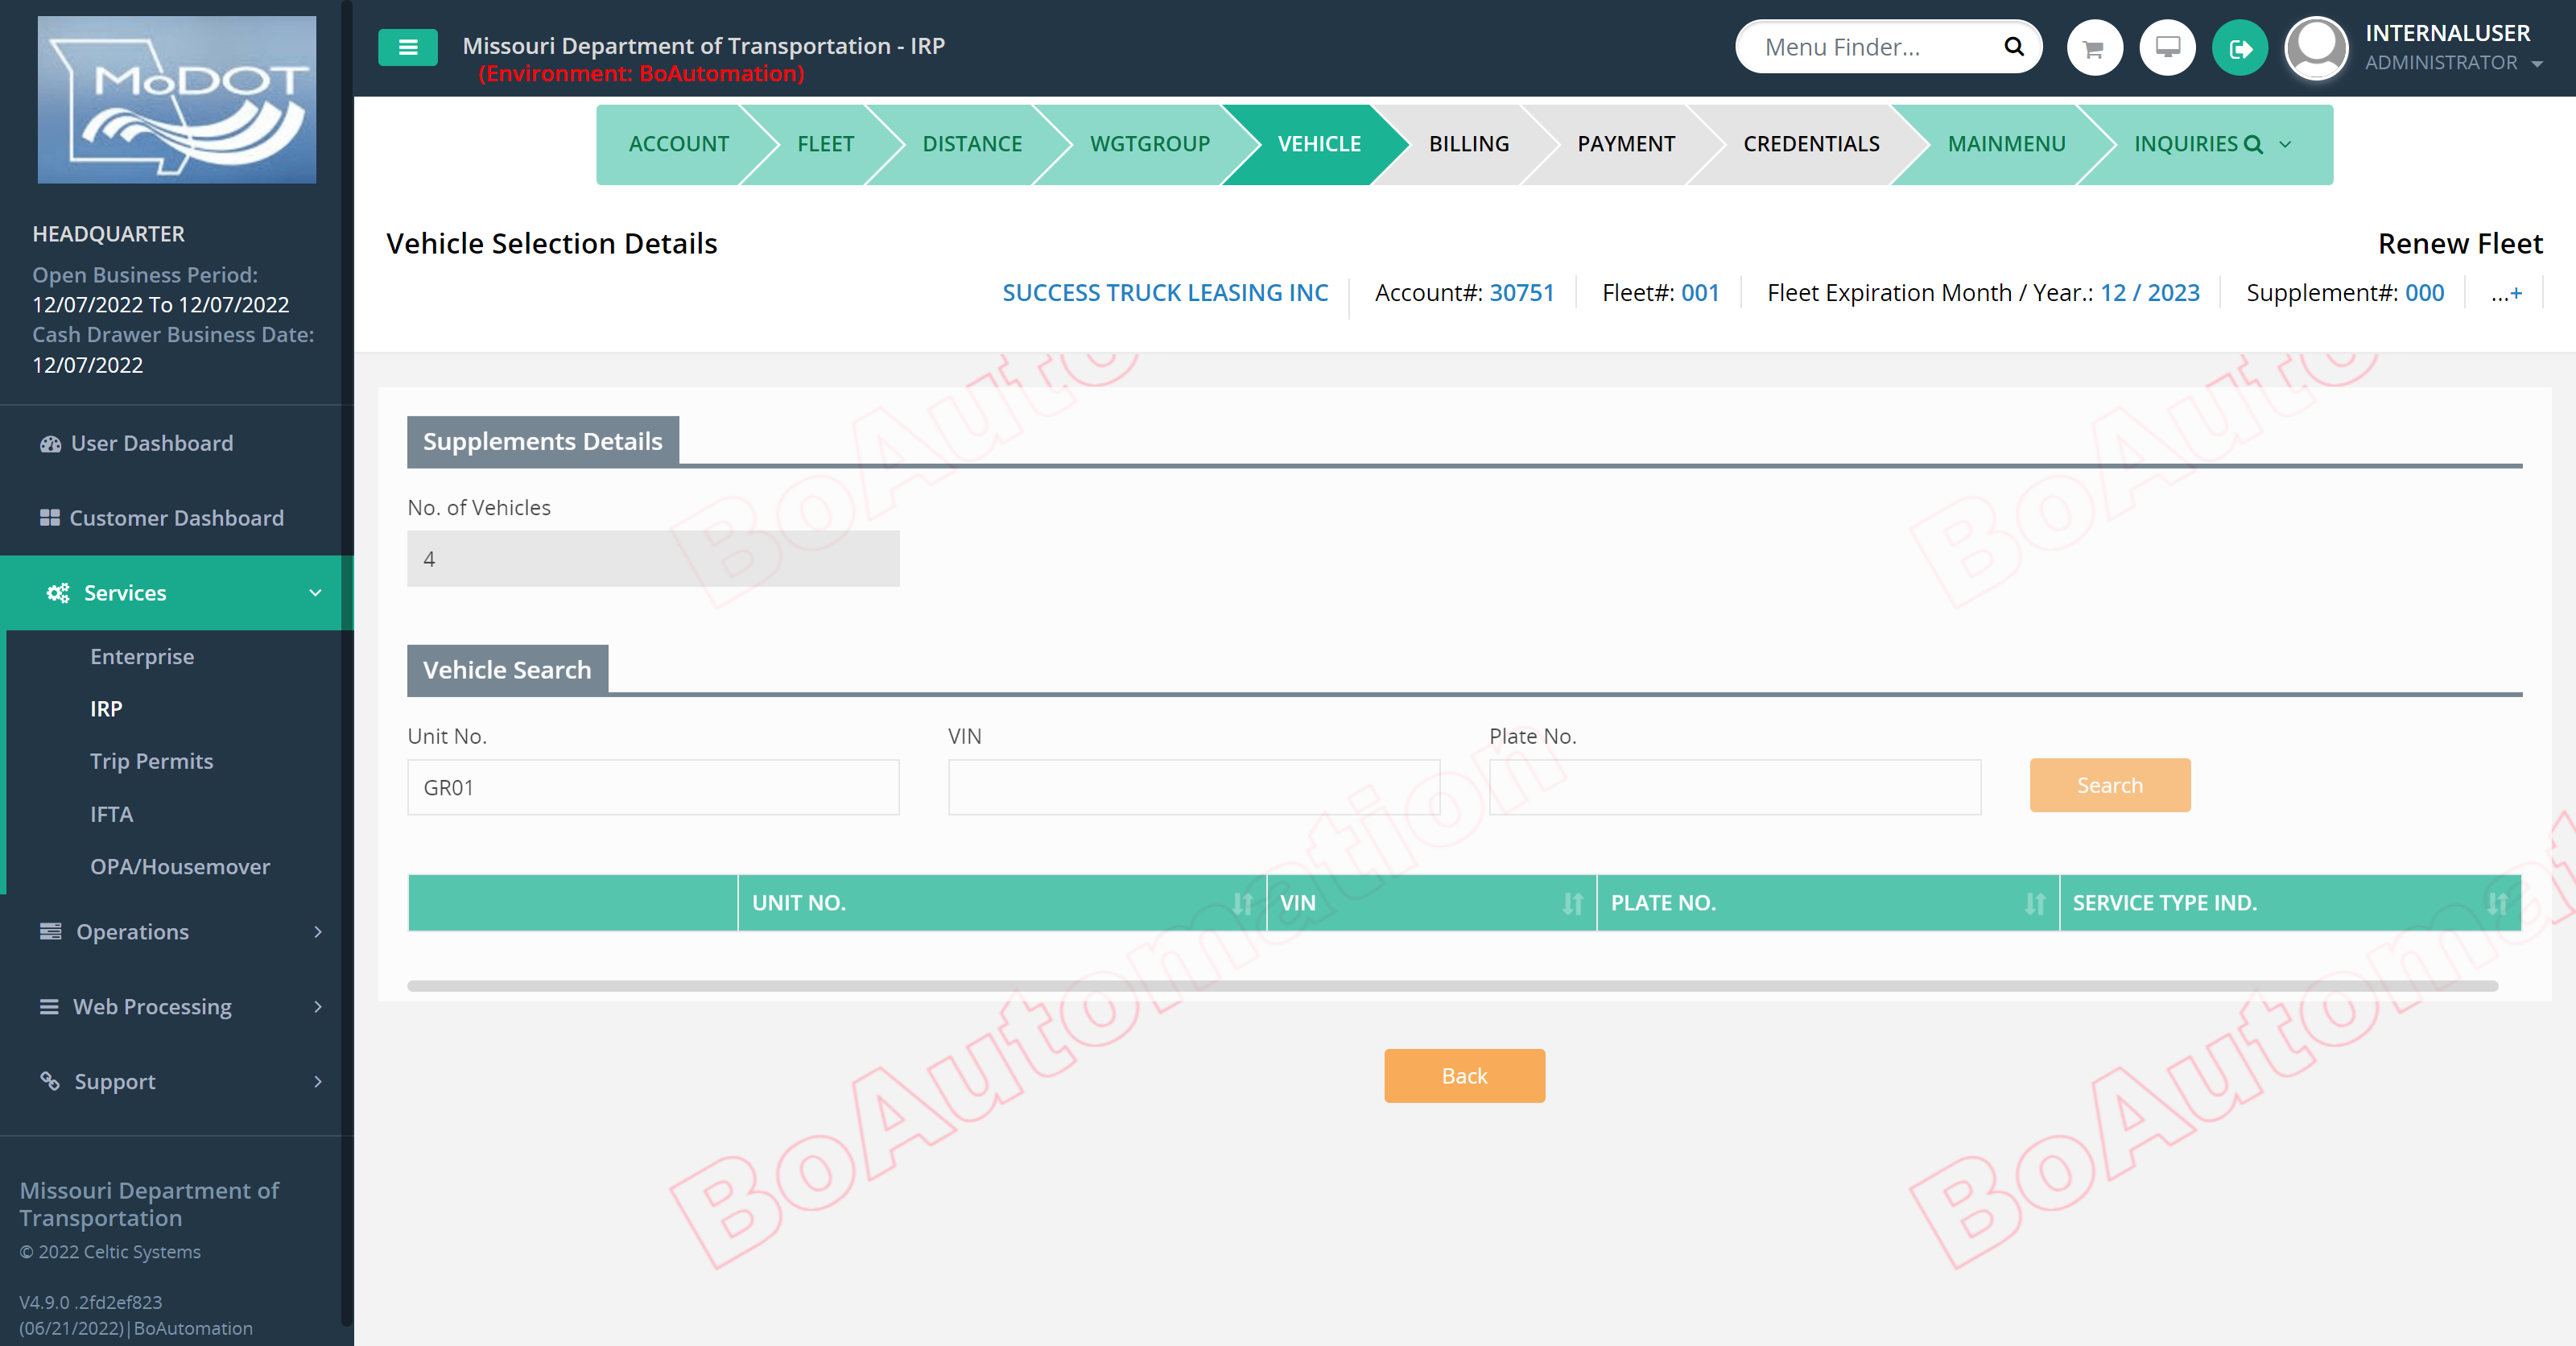 MoDOT
Missouri Department of Transportation - IRP
(Environment: BoAutomation)
Menu Finder...
INTERNALUSER
ADMINISTRATOR
ACCOUNT
FLEET
DISTANCE
WGTGROUP
VEHICLE
BILLING
PAYMENT
CREDENTIALS
MAINMENU
INQUIRIES
HEADQUARTER
Open Business Period:
12/07/2022 To 12/07/2022
Cash Drawer Business Date:
12/07/2022
User Dashboard
Customer Dashboard
Services
Enterprise
IRP
Trip Permits
IFTA
OPA/Housemover
Operations
Web Processing
Support
Missouri Department of
Transportation
© 2022 Celtic Systems
V4.9.0 .2fd2ef823
(06/21/2022)|BoAutomation
Vehicle Selection Details
Renew Fleet
SUCCESS TRUCK LEASING INC
Account#: 30751
Fleet#: 001
Fleet Expiration Month / Year.: 12 / 2023
Supplement#: 000
...+
Supplements Details
No. of Vehicles
4
Vehicle Search
Unit No.
VIN
Plate No.
GR01
Search
UNIT NO.
VIN
PLATE NO.
SERVICE TYPE IND.
Back
BoAuto
BoAuto
BoAutomation
BoAutomat